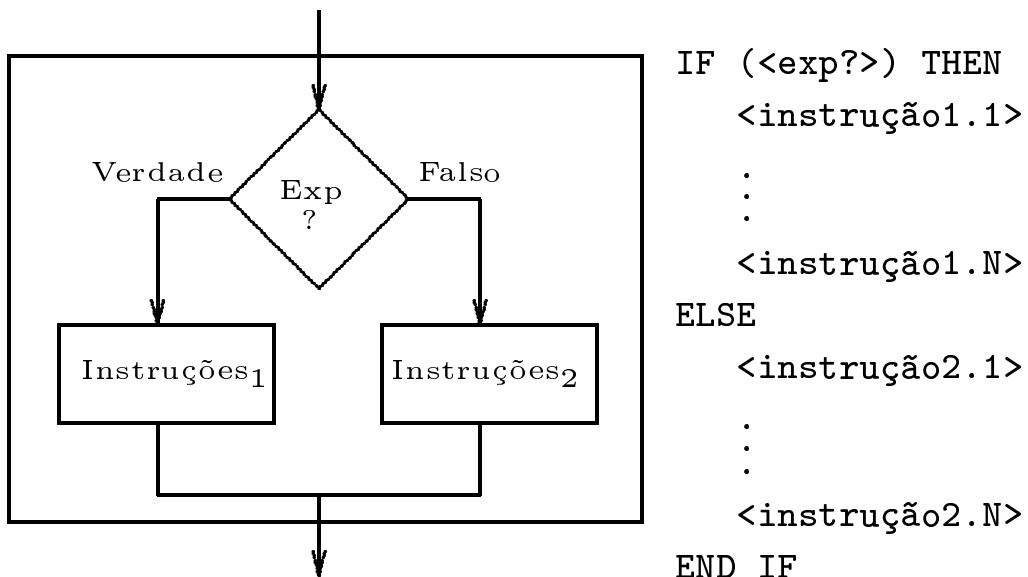 Verdade
Falso
Exp
?
Instruções1
Instruções2
IF (<exp?>) THEN
<instrução1.1>
.
.
.
<instrução1.N>
ELSE
<instrução2.1>
.
.
.
<instrução2.N>
END IF